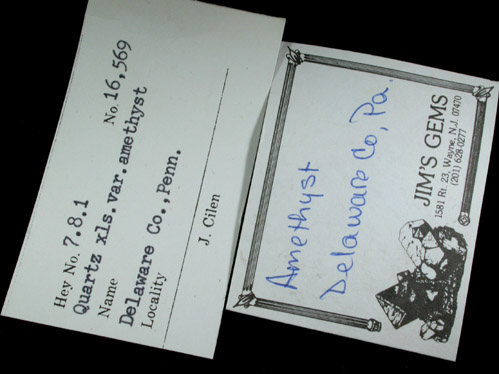 Hey No. 7.8.1 No. 16,569
Quartz xls.var.amethyst
Name
Delaware Co.,Penn.
Locality
J. Cilen
Amethyst
Delaware Co, Pa.
JIM'S GEMS
1581 Rt. 23, Wayne, N.J. 07470
(201) 628-0277